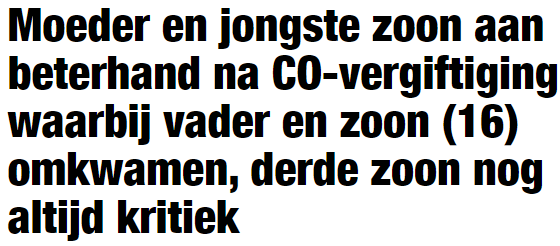 Moeder en jongste zoon aan
beterhand na CO-vergiftiging
waarbij vader en zoon (16)
omkwamen, derde zoon nog
altijd kritiek